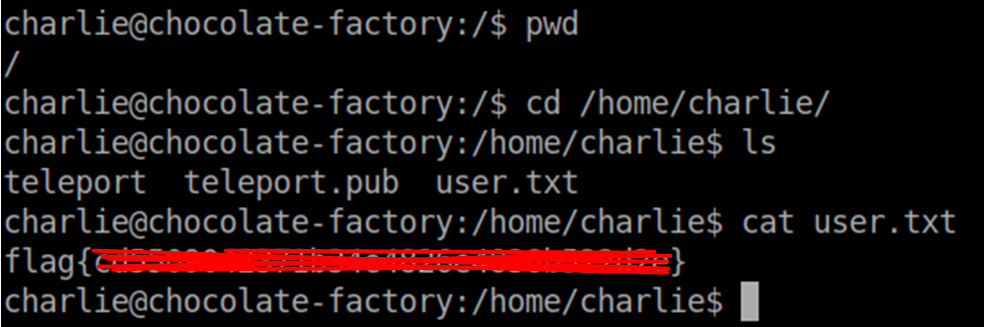 charlie@chocolate-factory:/$ pwd
/
charlie@chocolate-factory:/$ cd /home/charlie/
charlie@chocolate-factory:/home/charlie$ ls
teleport  teleport.pub  user.txt
charlie@chocolate-factory:/home/charlie$ cat user.txt
flag{}
charlie@chocolate-factory:/home/charlie$